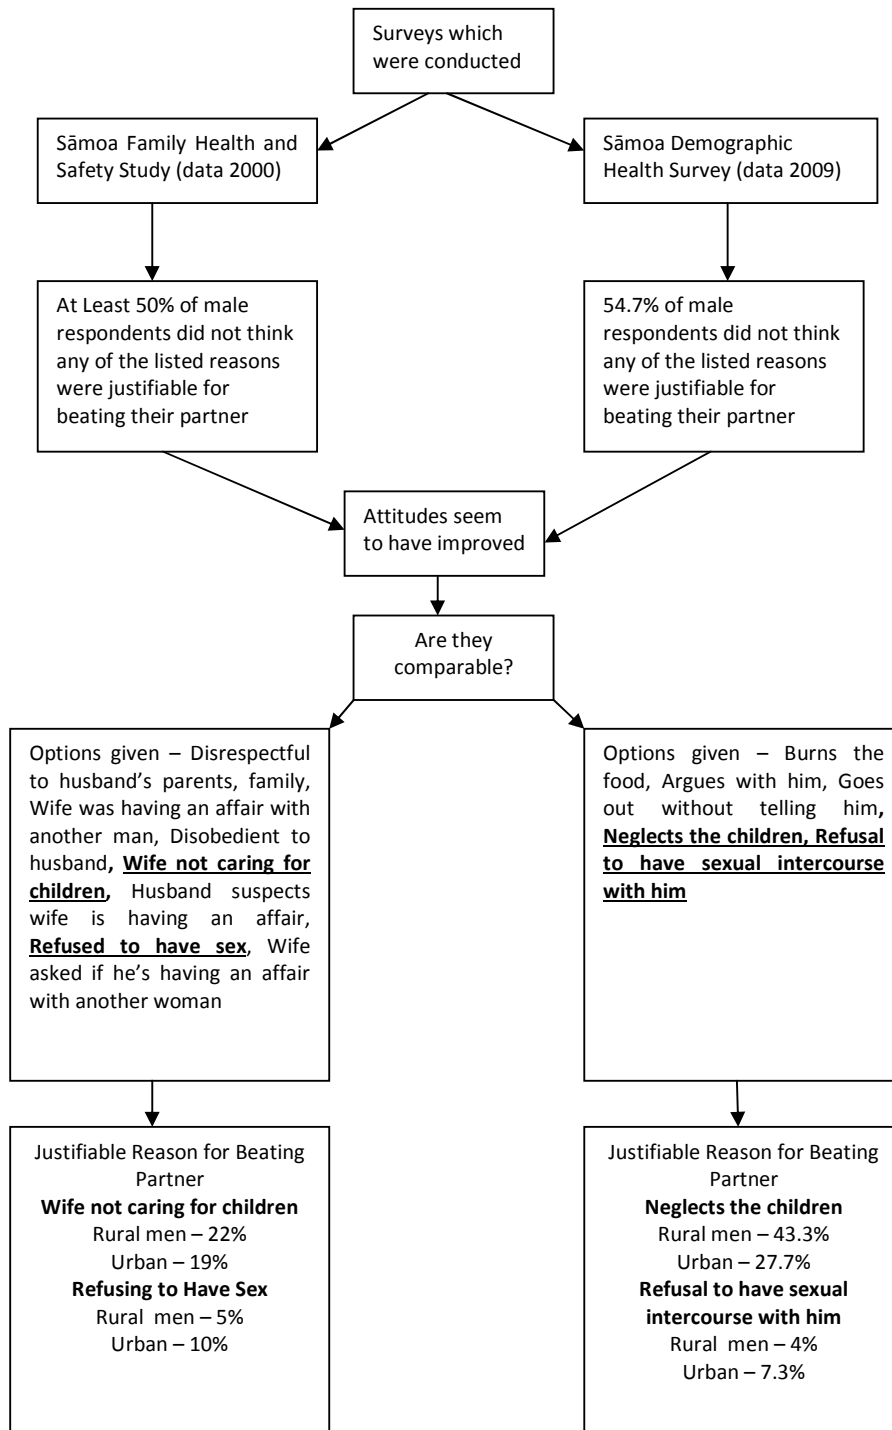 Surveys which
were conducted
Sāmoa Family Health and
Safety Study (data 2000)
Sāmoa Demographic
Health Survey (data 2009)
At Least 50% of male
respondents did not think
any of the listed reasons
were justifiable for
beating their partner
54.7% of male
respondents did not think
any of the listed reasons
were justifiable for
beating their partner
Attitudes seem
to have improved
Are they
comparable?
Options given – Disrespectful
to husband’s parents, family,
Wife was having an affair with
another man, Disobedient to
husband, Wife not caring for
children, Husband suspects
wife is having an affair,
Refused to have sex, Wife
asked if he’s having an affair
with another woman
Options given – Burns the
food, Argues with him, Goes
out without telling him,
Neglects the children, Refusal
to have sexual intercourse
with him
Justifiable Reason for Beating
Partner
Wife not caring for children
Rural men – 22%
Urban – 19%
Refusing to Have Sex
Rural men – 5%
Urban – 10%
Justifiable Reason for Beating
Partner
Neglects the children
Rural men – 43.3%
Urban – 27.7%
Refusal to have sexual
intercourse with him
Rural men – 4%
Urban – 7.3%